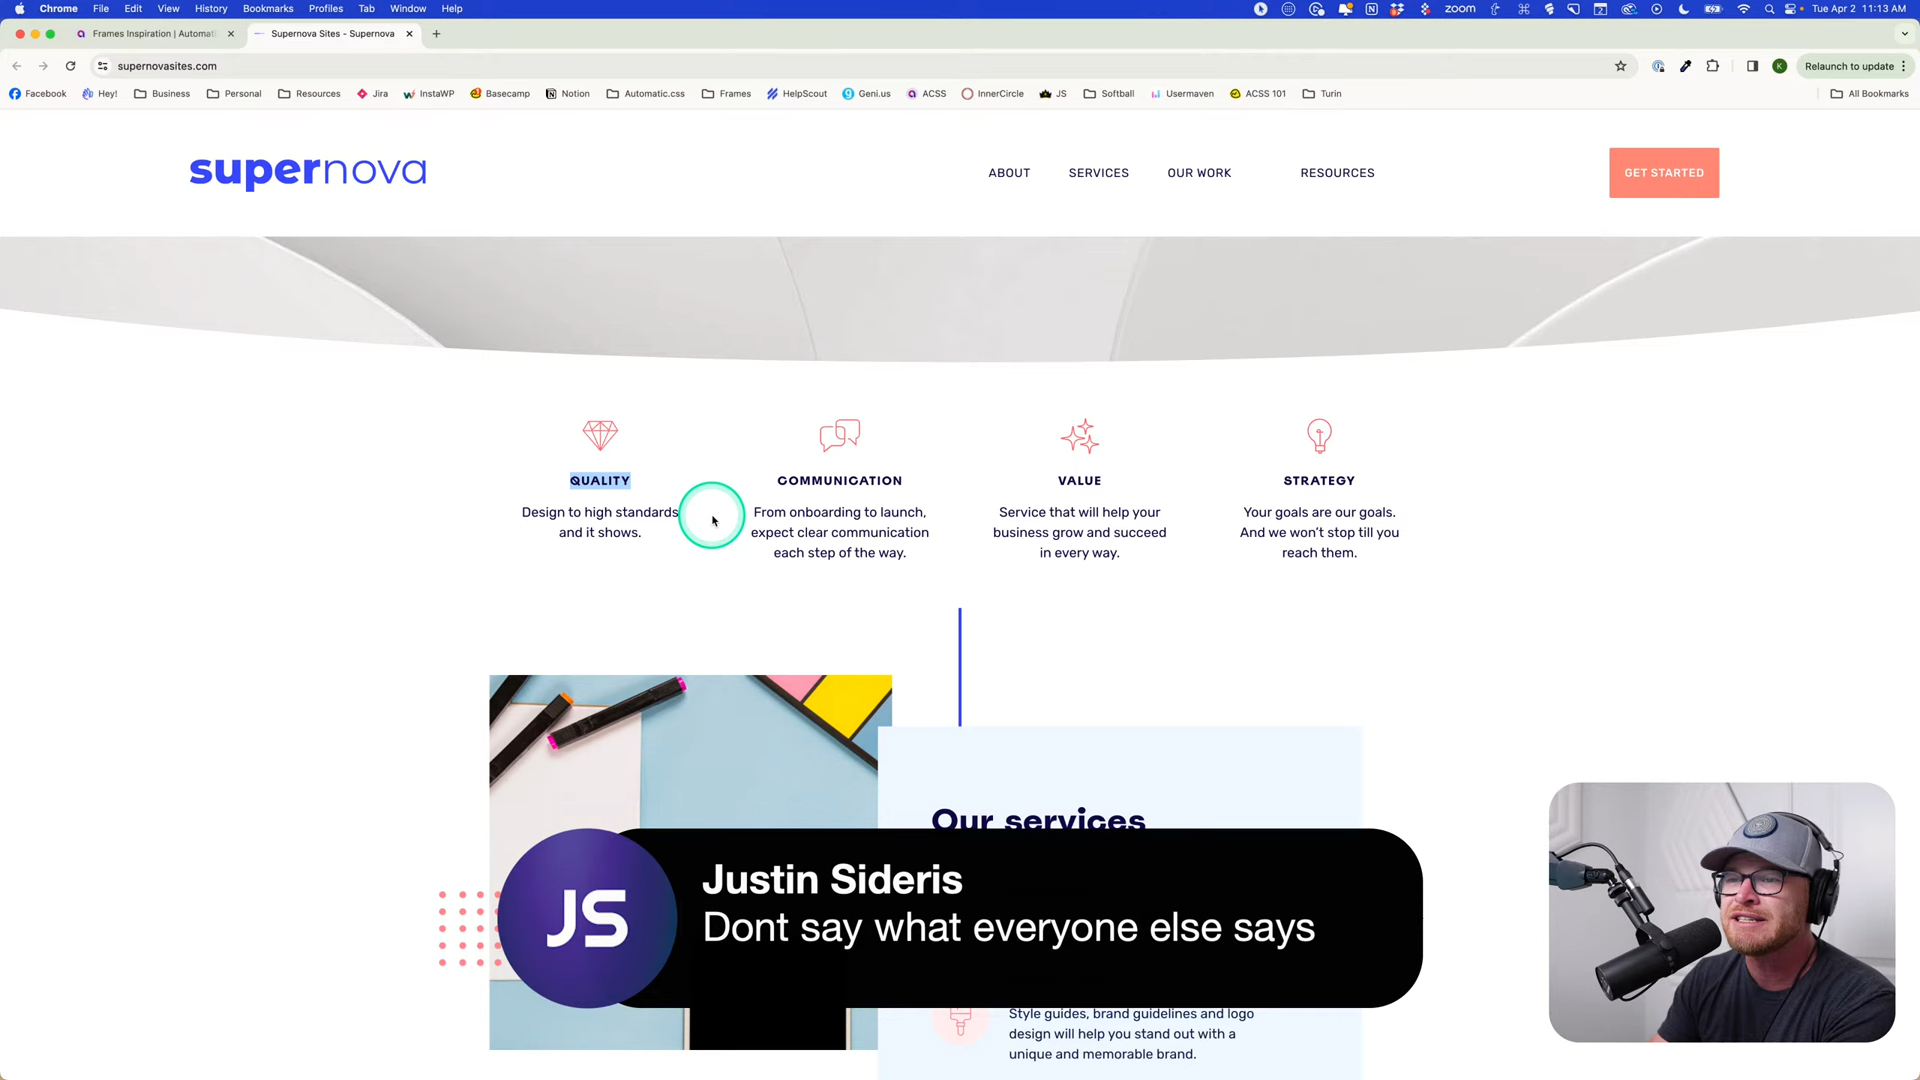 Chrome File Edit View History Bookmarks Profiles Tab Window Help
zoom Tue Apr 2 11:13 AM
Frames Inspiration | Automati
Supernova Sites - Supernova
supernovasites.com
Relaunch to update
Facebook Hey! Business Personal Resources Jira InstaWP Basecamp Notion Automatic.css Frames HelpScout Geni.us ACSS InnerCircle JS Softball Usermaven ACSS 101 Turin All Bookmarks
supernova
ABOUT SERVICES OUR WORK RESOURCES
GET STARTED
QUALITY
Design to high standards
and it shows.
COMMUNICATION
From onboarding to launch,
expect clear communication
each step of the way.
VALUE
Service that will help your
business grow and succeed
in every way.
STRATEGY
Your goals are our goals.
And we won't stop till you
reach them.
Our services
JS
Justin Sideris
Dont say what everyone else says
Style guides, brand guidelines and logo
design will help you stand out with a
unique and memorable brand.